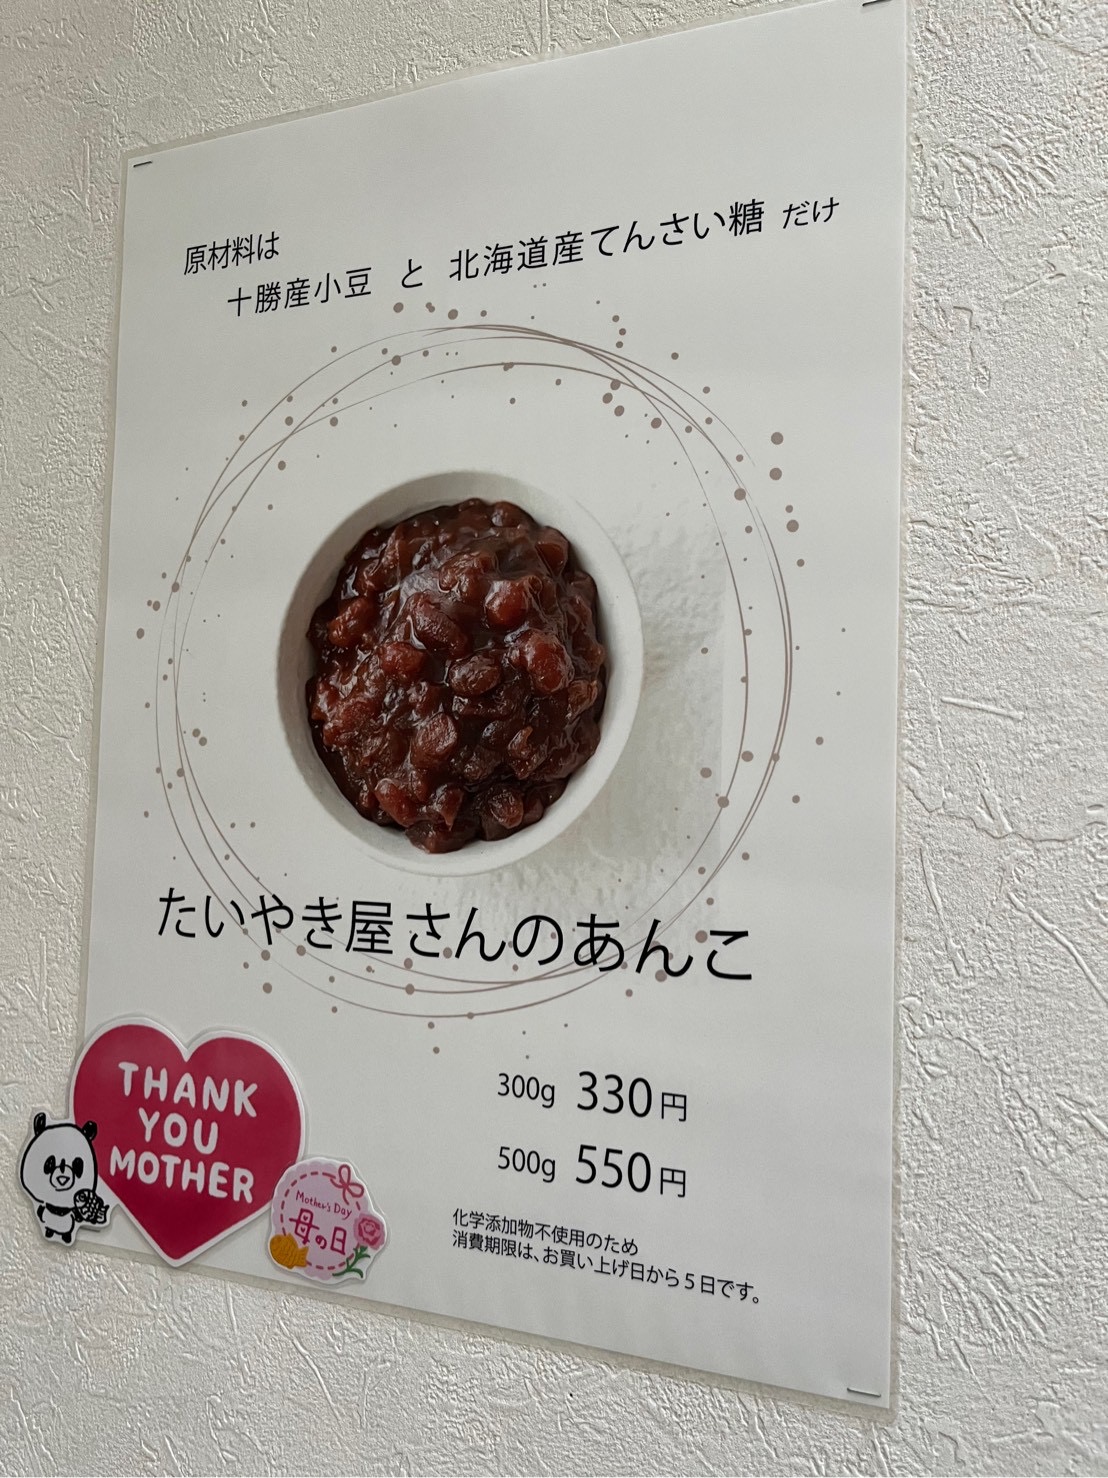 原材料は
十勝産小豆 と 北海道産てんさい糖 だけ
たいやき屋さんのあんこ
300g 330円
500g 550円
化学添加物不使用のため
消費期限は、お買い上げ日から5日です。
THANK
YOU
MOTHER
Mother's Day
母の日